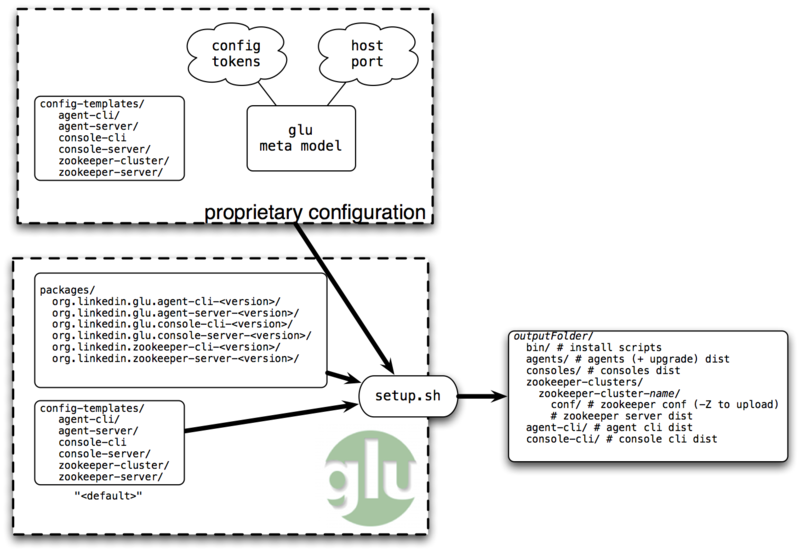 config
tokens
host
port
config-templates/
agent-cli/
agent-server/
console-cli
console-server/
zookeeper-cluster/
zookeeper-server/
glu
meta model
proprietary configuration
packages/
org.linkedin.glu.agent-cli-<version>/
org.linkedin.glu.agent-server-<version>/
org.linkedin.glu.console-cli-<version>/
org.linkedin.glu.console-server-<version>/
org.linkedin.zookeeper-cli-<version>/
org.linkedin.zookeeper-server-<version>/
config-templates/
agent-cli/
agent-server/
console-cli
console-server/
zookeeper-cluster/
zookeeper-server/
"<default>"
glu
setup.sh
outputFolder/
bin/ # install scripts
agents/ # agents (+ upgrade) dist
consoles/ # consoles dist
zookeeper-clusters/
zookeeper-cluster-name/
conf/ # zookeeper conf (-Z to upload)
# zookeeper server dist
agent-cli/ # agent cli dist
console-cli/ # console cli dist